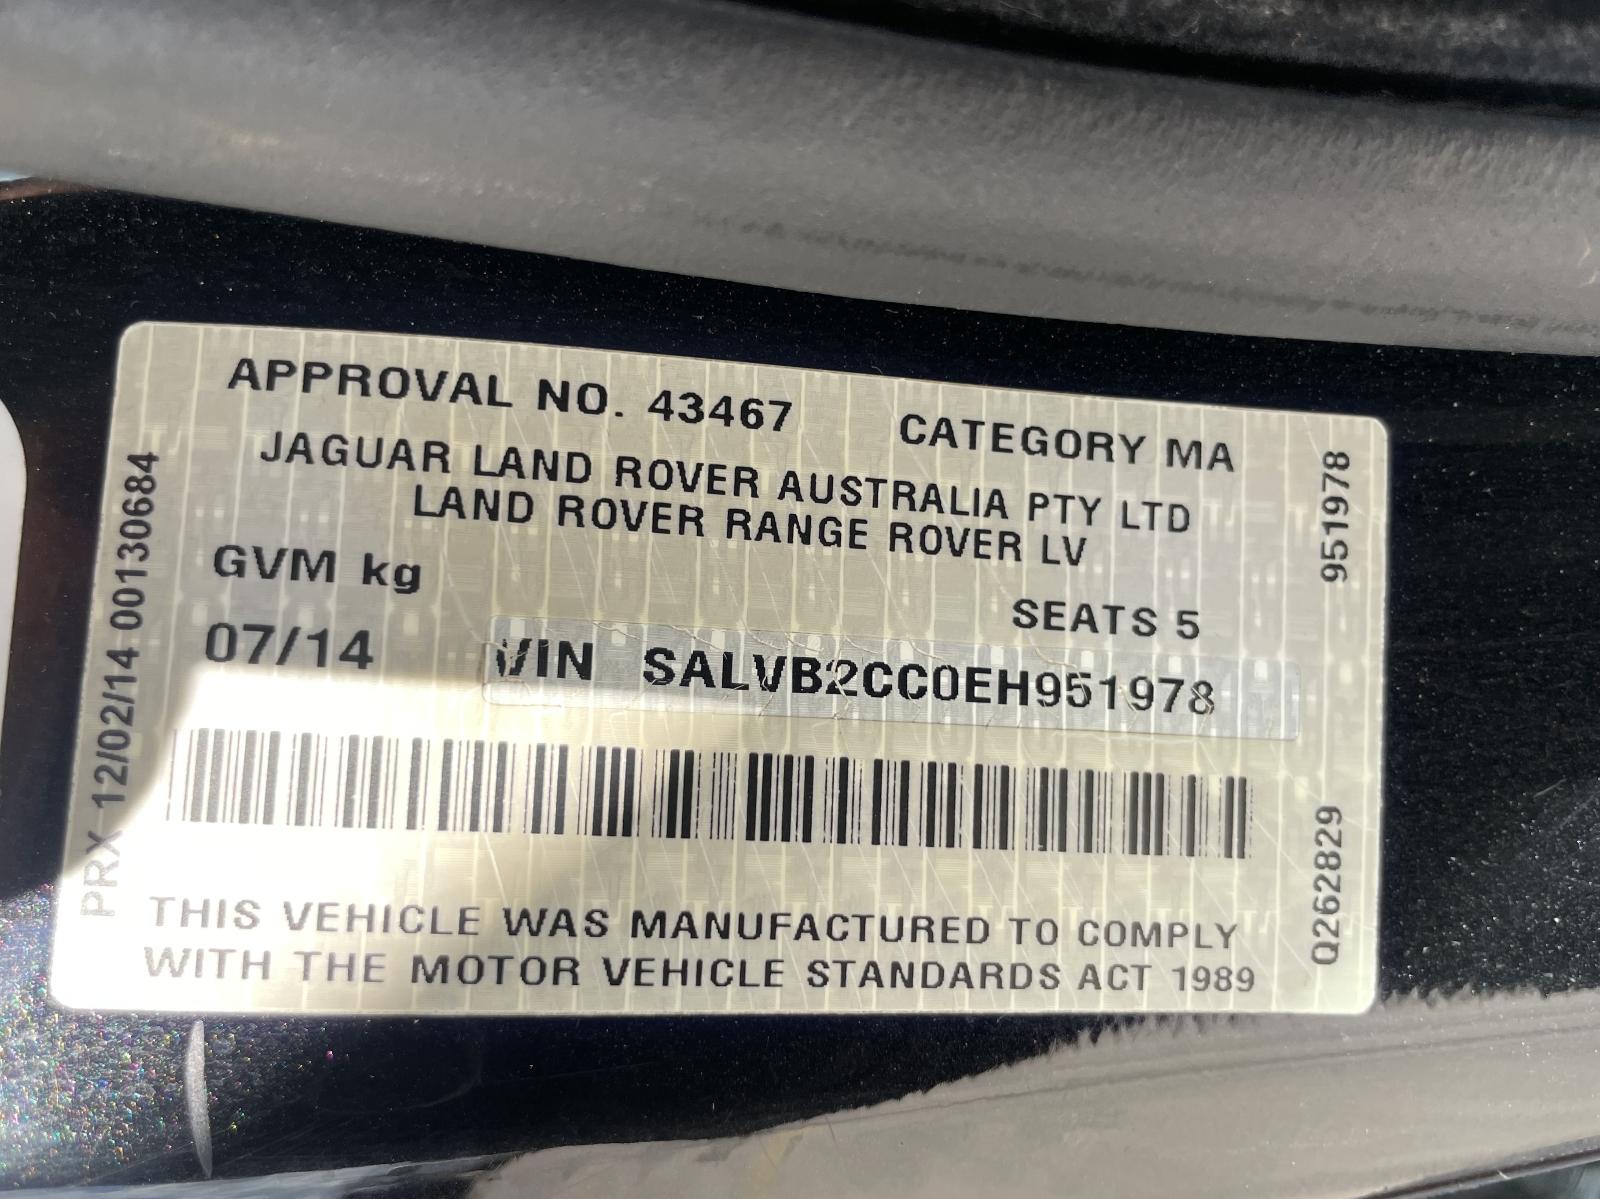 APPROVAL NO. 43467 CATEGORY MA
JAGUAR LAND ROVER AUSTRALIA PTY LTD
LAND ROVER RANGE ROVER LV
GVM kg SEATS 5
07/14 VIN SALVB2CC0EH951978
THIS VEHICLE WAS MANUFACTURED TO COMPLY
WITH THE MOTOR VEHICLE STANDARDS ACT 1989
PRX 12/02/14 00130684
951978
Q262829